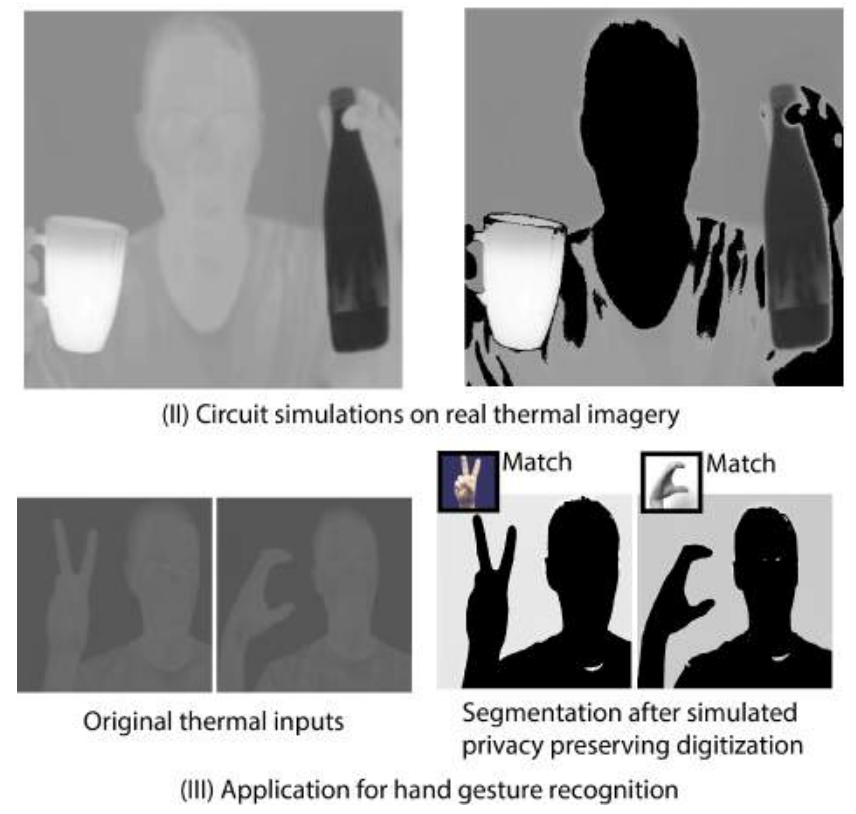 (II) Circuit simulations on real thermal imagery
Match
Match
Original thermal inputs
Segmentation after simulated
privacy preserving digitization
(III) Application for hand gesture recognition